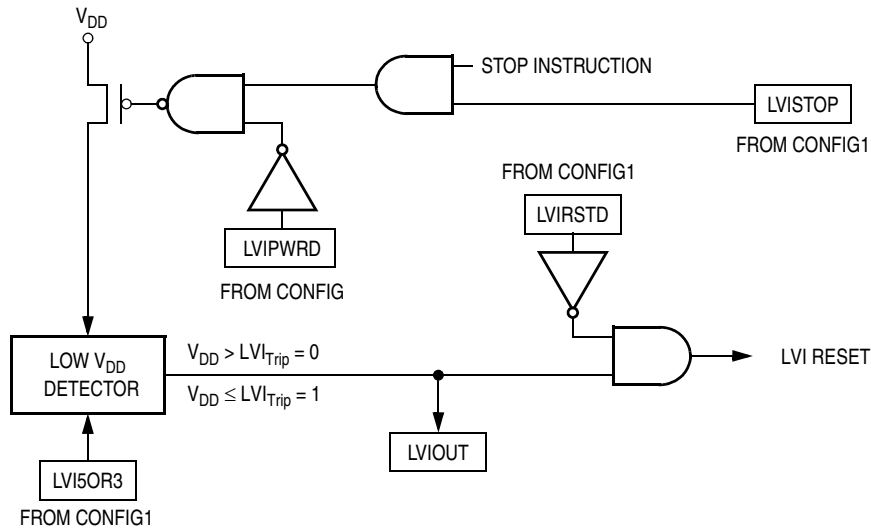 V_DD
STOP INSTRUCTION
LVISTOP
FROM CONFIG1
FROM CONFIG1
LVIRSTD
LVIPWRD
FROM CONFIG
LOW V_DD
DETECTOR
V_DD > LVI_Trip = 0
V_DD ≤ LVI_Trip = 1
LVI RESET
LVIOUT
LVI5OR3
FROM CONFIG1